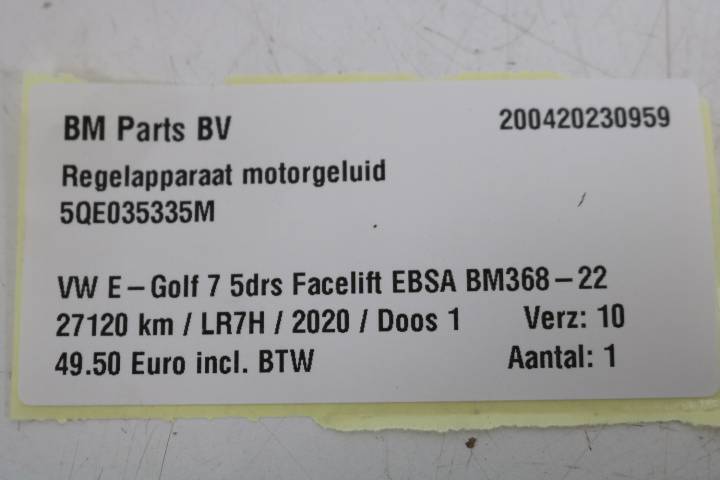 BM Parts BV 200420230959
Regelapparaat motorgeluid
5QE035335M
VW E-Golf 7 5drs Facelift EBSA BM368-22
27120 km / LR7H / 2020 / Doos 1 Verz: 10
49.50 Euro incl. BTW Aantal: 1